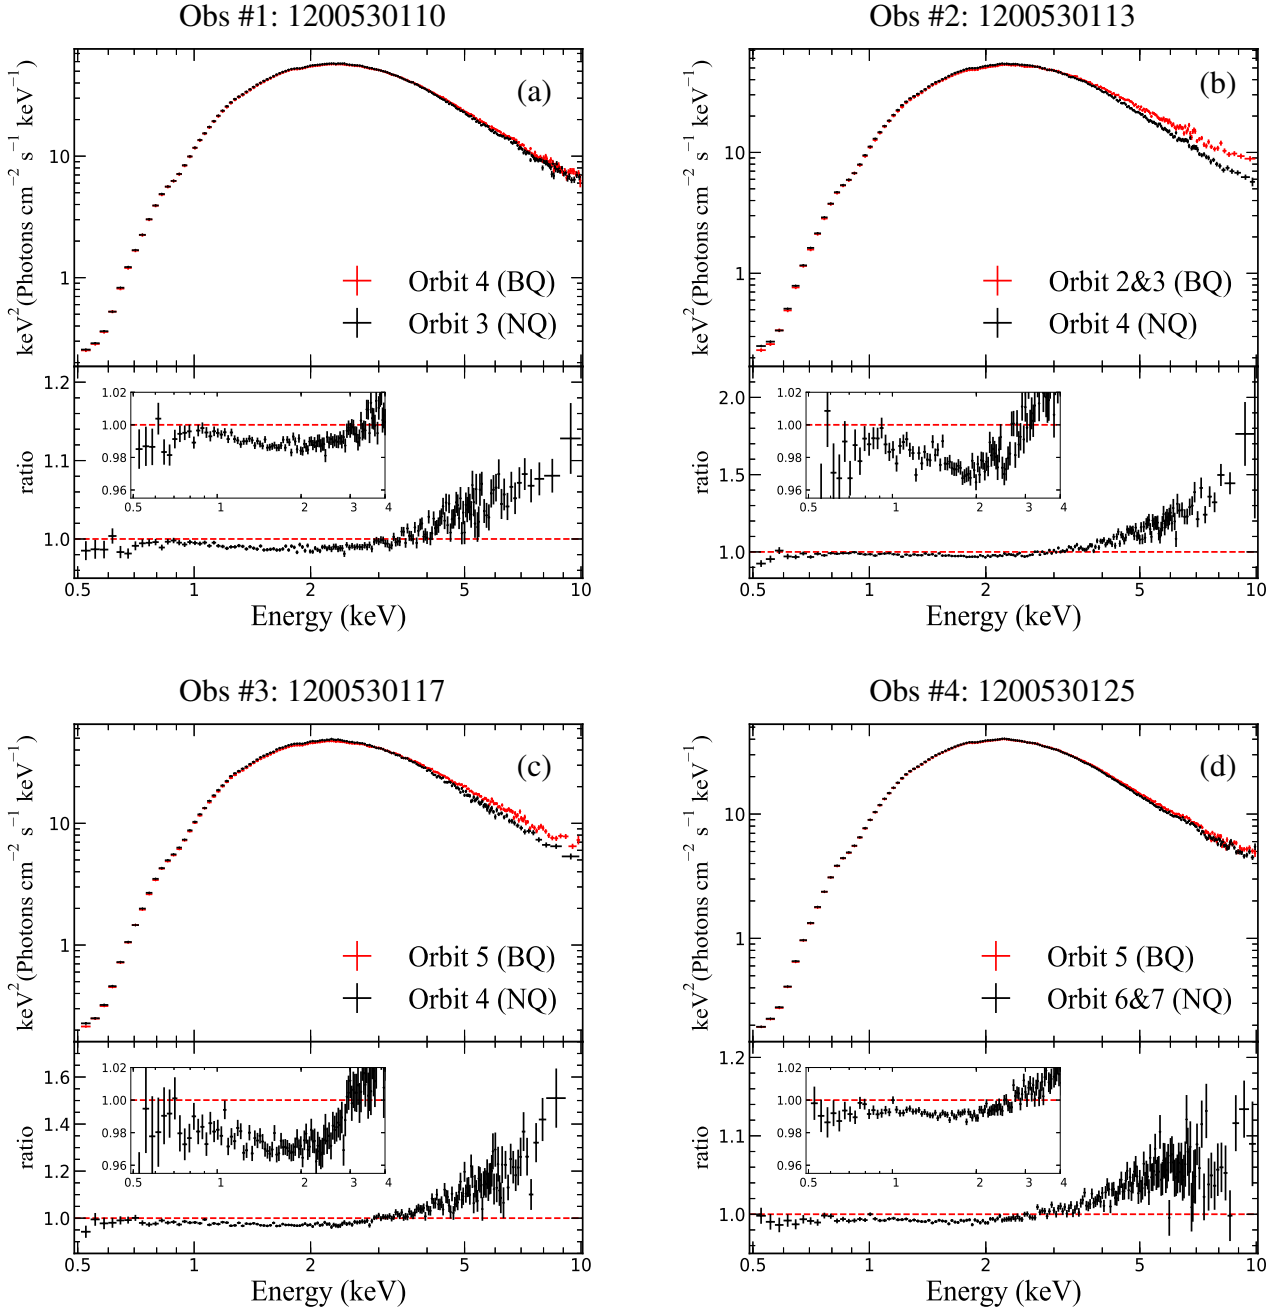 Obs #1: 1200530110
keV²(Photons cm⁻² s⁻¹ keV⁻¹)
10
1
(a)
Orbit 4 (BQ)
Orbit 3 (NQ)
ratio
1.2
1.1
1.0
1.02
1.00
0.98
0.96
0.5 1 2 3 4
0.5 1 2 5 10
Energy (keV)
Obs #2: 1200530113
keV²(Photons cm⁻² s⁻¹ keV⁻¹)
10
1
(b)
Orbit 2&3 (BQ)
Orbit 4 (NQ)
ratio
2.0
1.5
1.0
1.02
1.00
0.98
0.96
0.5 1 2 3 4
0.5 1 2 5 10
Energy (keV)
Obs #3: 1200530117
keV²(Photons cm⁻² s⁻¹ keV⁻¹)
10
1
(c)
Orbit 5 (BQ)
Orbit 4 (NQ)
ratio
1.6
1.4
1.2
1.0
1.02
1.00
0.98
0.96
0.5 1 2 3 4
0.5 1 2 5 10
Energy (keV)
Obs #4: 1200530125
keV²(Photons cm⁻² s⁻¹ keV⁻¹)
10
1
(d)
Orbit 5 (BQ)
Orbit 6&7 (NQ)
ratio
1.2
1.1
1.0
1.02
1.00
0.98
0.96
0.5 1 2 3 4
0.5 1 2 5 10
Energy (keV)